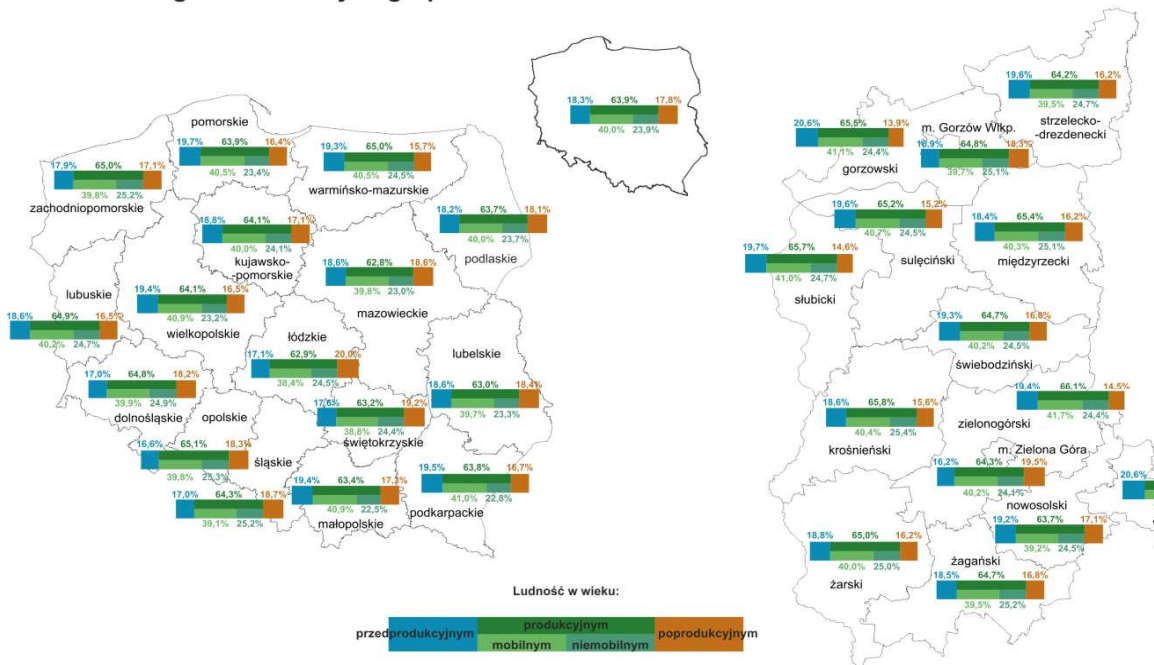 pomorskie
19,7% 63,9% 16,4%
40,5% 23,4%
19,3% 65,0% 15,7%
40,5% 24,5%
warmińsko-mazurskie
17,9% 65,0% 17,1%
39,8% 25,2%
zachodniopomorskie
18,8% 64,1% 17,1%
40,0% 24,1%
kujawsko-
-pomorskie
18,2% 63,7% 18,1%
40,0% 23,7%
podlaskie
18,6% 62,8% 18,6%
39,8% 23,0%
mazowieckie
lubuskie
18,6% 64,9% 16,5%
40,2% 24,7%
19,4% 64,1% 16,5%
40,9% 23,2%
wielkopolskie
łódzkie
17,1% 62,9% 20,0%
38,4% 24,5%
lubelskie
18,6% 63,0% 18,4%
39,7% 23,3%
17,0% 64,8% 18,2%
39,9% 24,9%
dolnośląskie
opolskie
16,6% 65,1% 18,3%
39,8% 25,3%
17,6% 63,2% 19,2%
38,8% 24,4%
świętokrzyskie
śląskie
17,0% 64,3% 18,7%
39,1% 25,2%
19,4% 63,4% 17,3%
40,9% 22,5%
małopolskie
19,5% 63,8% 16,7%
41,0% 22,8%
podkarpackie
18,3% 63,9% 17,8%
40,0% 23,9%
19,6% 64,2% 16,2%
39,5% 24,7%
strzelecko-
-drezdenecki
20,6% 65,5% 13,9%
41,1% 24,4%
gorzowski
m. Gorzów Wlkp.
16,9% 64,8% 18,3%
39,7% 25,1%
19,6% 65,2% 15,2%
40,7% 24,5%
sulęciński
18,4% 65,4% 16,2%
40,3% 25,1%
międzyrzecki
19,7% 65,7% 14,6%
41,0% 24,7%
słubicki
19,3% 64,7% 16,0%
40,2% 24,5%
świebodziński
19,4% 66,1% 14,5%
41,7% 24,4%
zielonogórski
18,6% 65,8% 15,6%
40,4% 25,4%
krośnieński
m. Zielona Góra
16,2% 64,3% 19,5%
40,2% 24,1%
20,6%
nowosolski
19,2% 63,7% 17,1%
39,2% 24,5%
18,8% 65,0% 16,2%
40,0% 25,0%
żarski
żagański
18,5% 64,7% 16,8%
39,5% 25,2%
Ludność w wieku:
przedprodukcyjnym produkcyjnym poprodukcyjnym
mobilnym niemobilnym